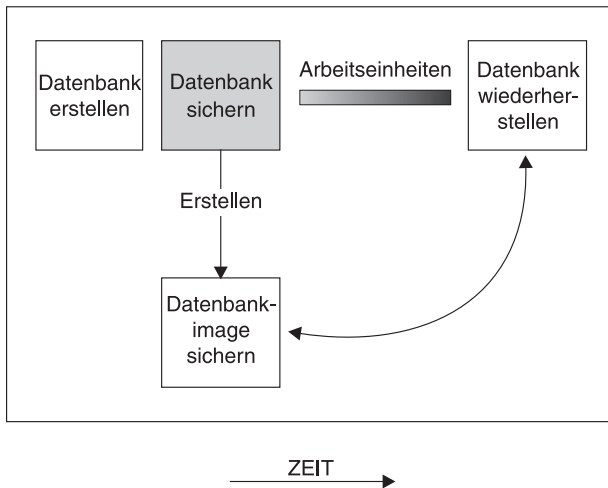 Datenbank
erstellen
Datenbank
sichern
Arbeitseinheiten
Datenbank
wiederher-
stellen
Erstellen
Datenbank-
image
sichern
ZEIT